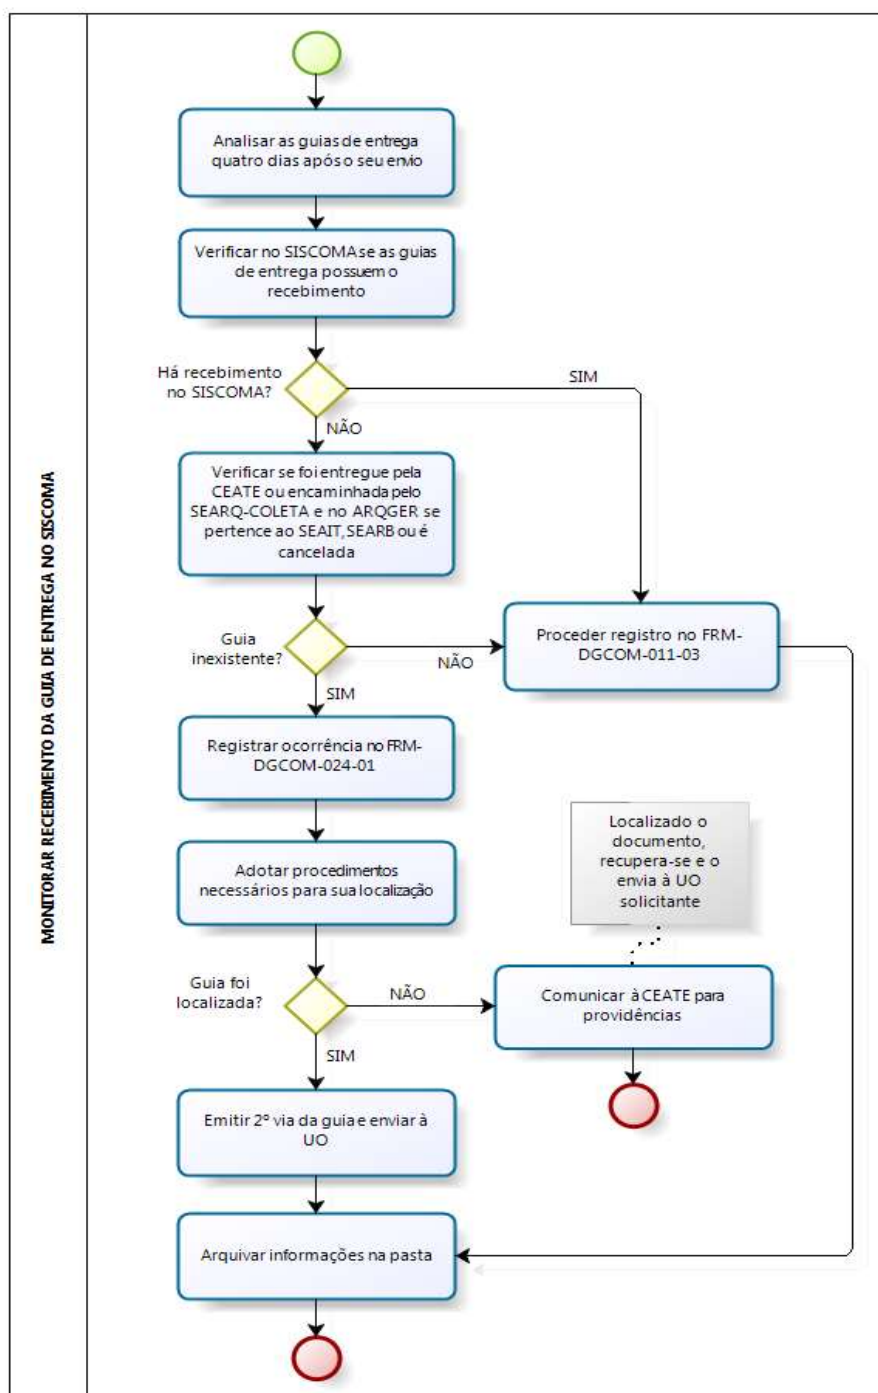 MONITORAR RECEBIMENTO DA GUIA DE ENTREGA NO SISCOMA
Analisar as guias de entrega
quatro dias após o seu envio
Verificar no SISCOMA se as guias
de entrega possuem o
recebimento
Há recebimento
no SISCOMA?
SIM
NÃO
Verificar se foi entregue pela
CEATE ou encaminhada pelo
SEARQ-COLETA e no ARQGER se
pertence ao SEAIT, SEARB ou é
cancelada
Guia
inexistente?
NÃO
Proceder registro no FRM-
DGCOM-011-03
SIM
Registrar ocorrência no FRM-
DGCOM-024-01
Localizado o
documento,
recupera-se e o
envia à UO
solicitante
Adotar procedimentos
necessários para sua localização
Guia foi
localizada?
NÃO
Comunicar à CEATE para
providências
SIM
Emitir 2º via da guia e enviar à
UO
Arquivar informações na pasta